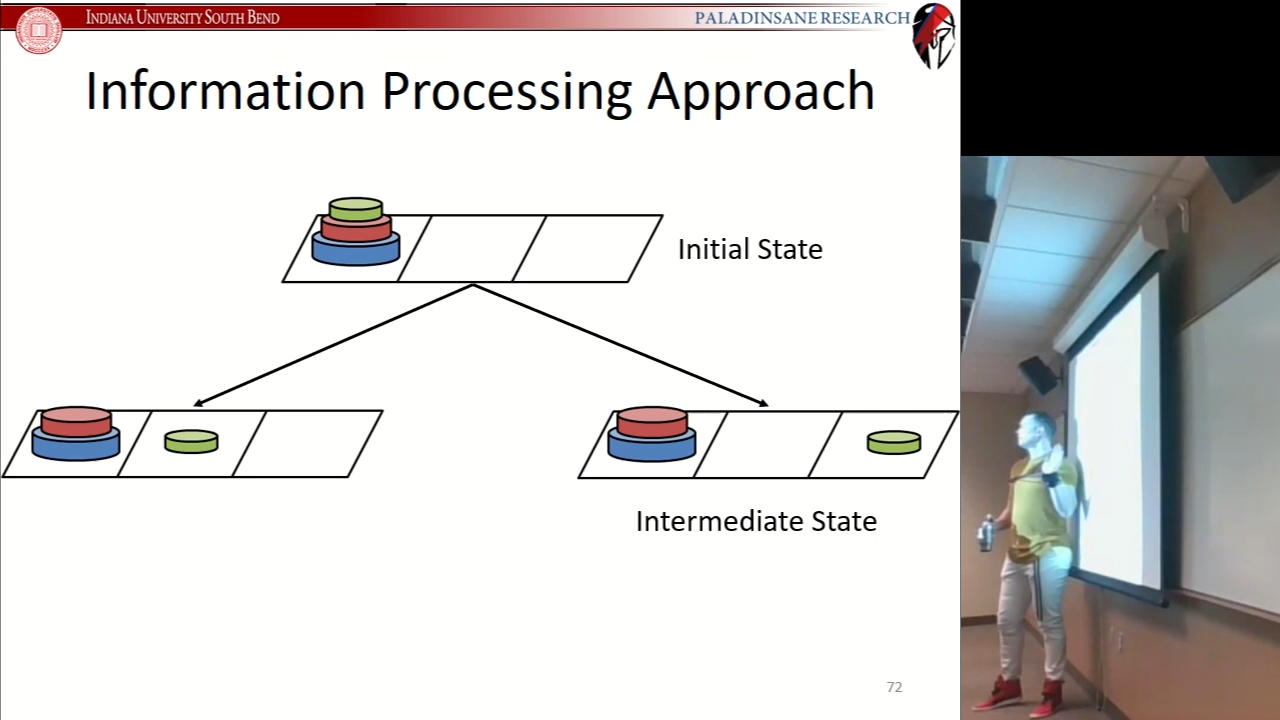 INDIANA UNIVERSITY SOUTH BEND
PALADINSANE RESEARCH
Information Processing Approach
Initial State
Intermediate State
72